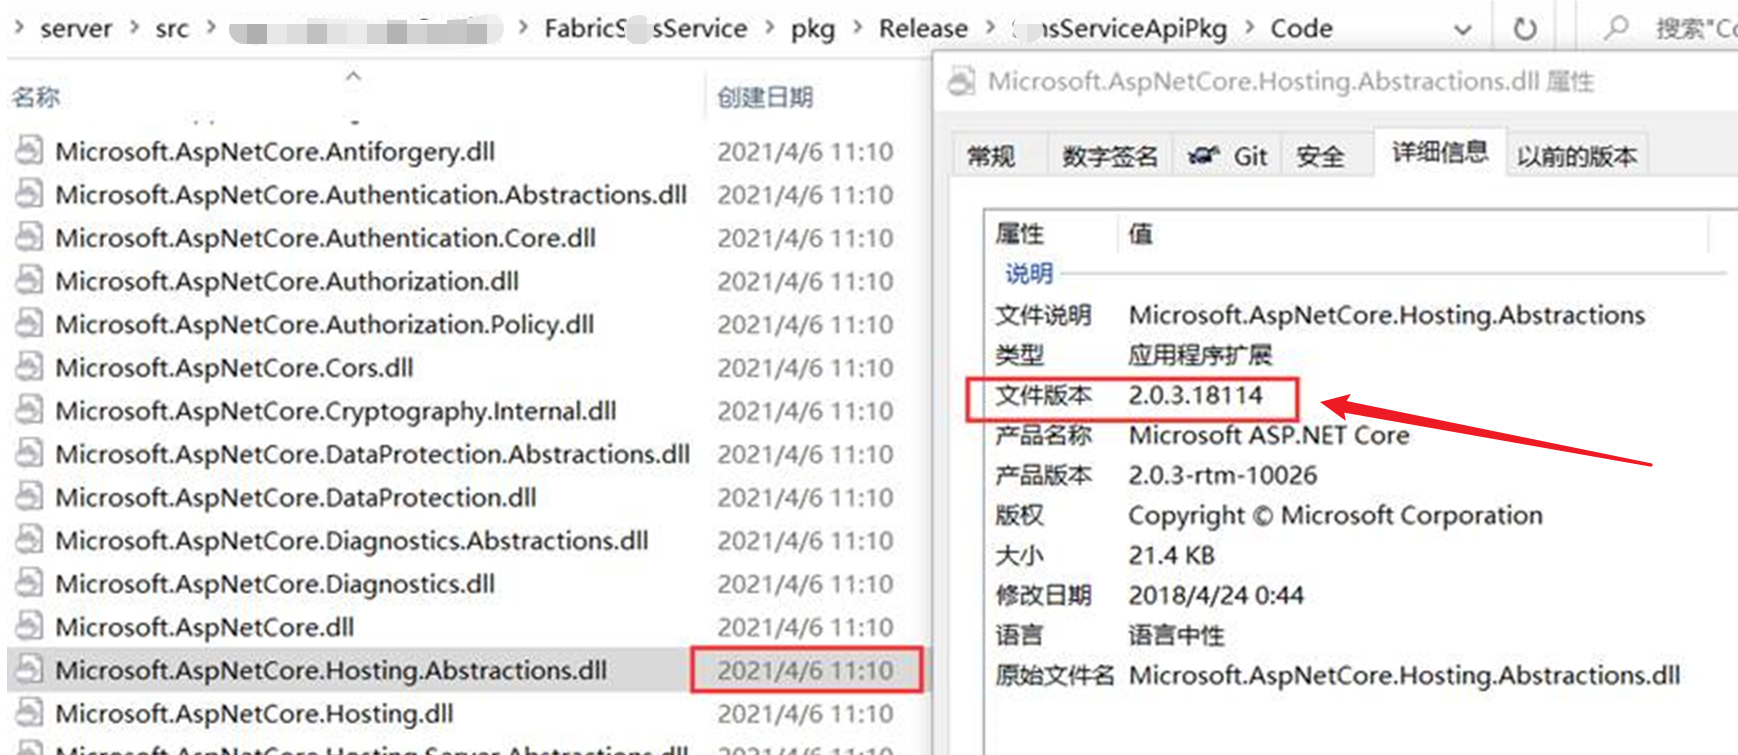 server > src > > Fabric sService > pkg > Release > nsServiceApiPkg > Code
搜索"Co
名称 创建日期
Microsoft.AspNetCore.Antiforgery.dll 2021/4/6 11:10
Microsoft.AspNetCore.Authentication.Abstractions.dll 2021/4/6 11:10
Microsoft.AspNetCore.Authentication.Core.dll 2021/4/6 11:10
Microsoft.AspNetCore.Authorization.dll 2021/4/6 11:10
Microsoft.AspNetCore.Authorization.Policy.dll 2021/4/6 11:10
Microsoft.AspNetCore.Cors.dll 2021/4/6 11:10
Microsoft.AspNetCore.Cryptography.Internal.dll 2021/4/6 11:10
Microsoft.AspNetCore.DataProtection.Abstractions.dll 2021/4/6 11:10
Microsoft.AspNetCore.DataProtection.dll 2021/4/6 11:10
Microsoft.AspNetCore.Diagnostics.Abstractions.dll 2021/4/6 11:10
Microsoft.AspNetCore.Diagnostics.dll 2021/4/6 11:10
Microsoft.AspNetCore.dll 2021/4/6 11:10
Microsoft.AspNetCore.Hosting.Abstractions.dll 2021/4/6 11:10
Microsoft.AspNetCore.Hosting.dll 2021/4/6 11:10
Microsoft.AspNetCore.Hosting.Server.Abstractions.dll 2021/4/6 11:10
Microsoft.AspNetCore.Hosting.Abstractions.dll 属性
常规 数字签名 Git 安全 详细信息 以前的版本
属性 值
说明
文件说明 Microsoft.AspNetCore.Hosting.Abstractions
类型 应用程序扩展
文件版本 2.0.3.18114
产品名称 Microsoft ASP.NET Core
产品版本 2.0.3-rtm-10026
版权 Copyright © Microsoft Corporation
大小 21.4 KB
修改日期 2018/4/24 0:44
语言 语言中性
原始文件名 Microsoft.AspNetCore.Hosting.Abstractions.dll